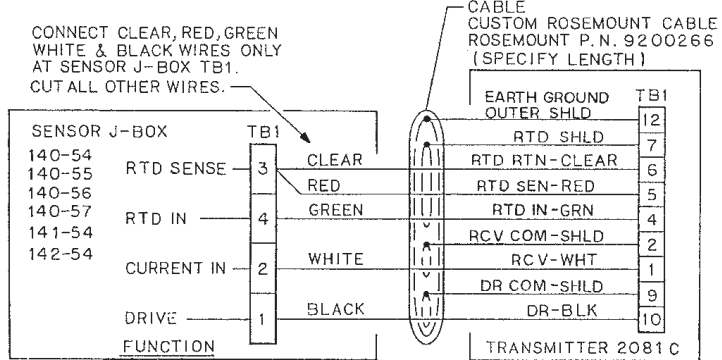 CONNECT CLEAR, RED, GREEN
WHITE & BLACK WIRES ONLY
AT SENSOR J-BOX TB1.
CUT ALL OTHER WIRES.
CABLE
CUSTOM ROSEMOUNT CABLE
ROSEMOUNT P.N. 9200266
(SPECIFY LENGTH)
SENSOR J-BOX
TB1
140-54
140-55
140-56
140-57
141-54
142-54
RTD SENSE
3
RTD IN
4
CURRENT IN
2
DRIVE
1
FUNCTION
CLEAR
RED
GREEN
WHITE
BLACK
TB1
EARTH GROUND
OUTER SHLD
12
RTD SHLD
7
RTD RTN-CLEAR
6
RTD SEN-RED
5
RTD IN-GRN
4
RCV COM-SHLD
2
RCV-WHT
1
DR COM-SHLD
9
DR-BLK
10
TRANSMITTER 2081 C